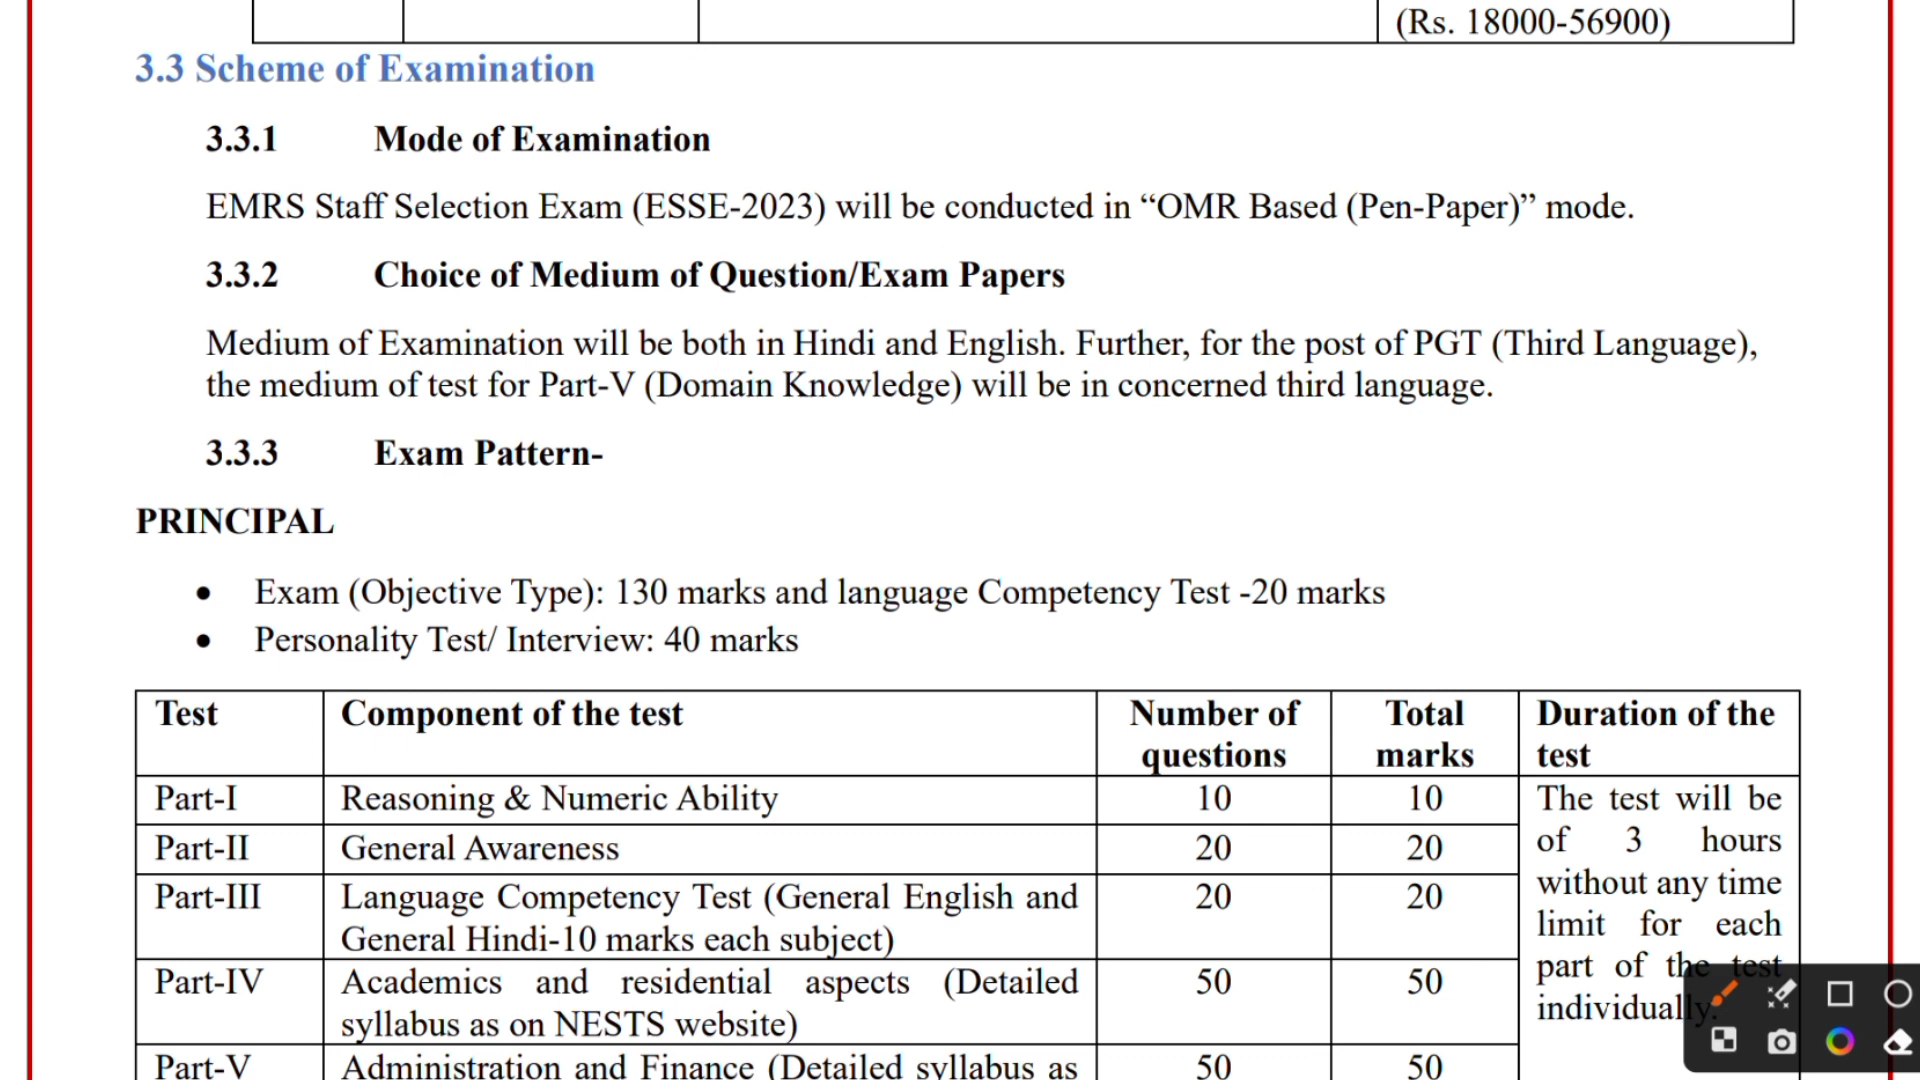 (Rs. 18000-56900)
3.3 Scheme of Examination
3.3.1 Mode of Examination
EMRS Staff Selection Exam (ESSE-2023) will be conducted in “OMR Based (Pen-Paper)” mode.
3.3.2 Choice of Medium of Question/Exam Papers
Medium of Examination will be both in Hindi and English. Further, for the post of PGT (Third Language),
the medium of test for Part-V (Domain Knowledge) will be in concerned third language.
3.3.3 Exam Pattern-
PRINCIPAL
• Exam (Objective Type): 130 marks and language Competency Test -20 marks
• Personality Test/ Interview: 40 marks
Test Component of the test Number of questions Total marks Duration of the test
Part-I Reasoning & Numeric Ability 10 10 The test will be
Part-II General Awareness 20 20 of 3 hours
without any time
Part-III Language Competency Test (General English and 20 20
General Hindi-10 marks each subject) limit for each
part of the test
Part-IV Academics and residential aspects (Detailed 50 50
syllabus as on NESTS website) individually.
Part-V Administration and Finance (Detailed syllabus as 50 50